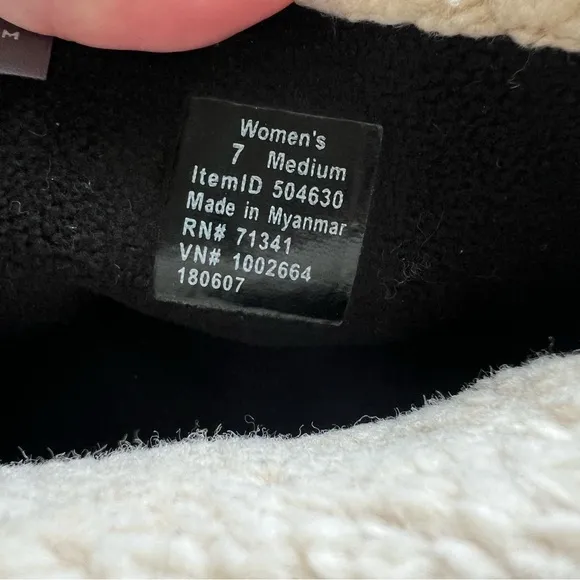 M
Women's
7 Medium
ItemID 504630
Made in Myanmar
RN# 71341
VN# 1002664
180607